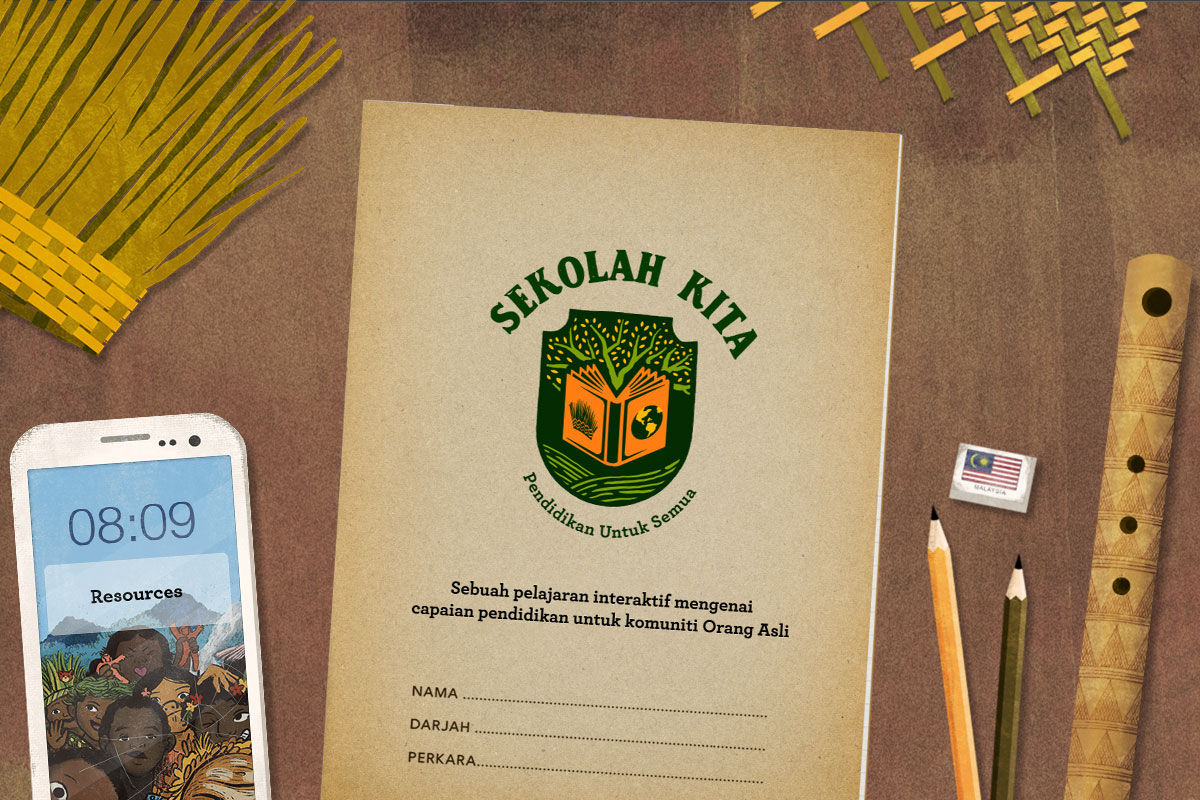 SEKOLAH KITA
Pendidikan Untuk Semua
Sebuah pelajaran interaktif mengenai
capaian pendidikan untuk komuniti Orang Asli
NAMA
DARJAH
PERKARA
08:09
Resources
MALAYSIA